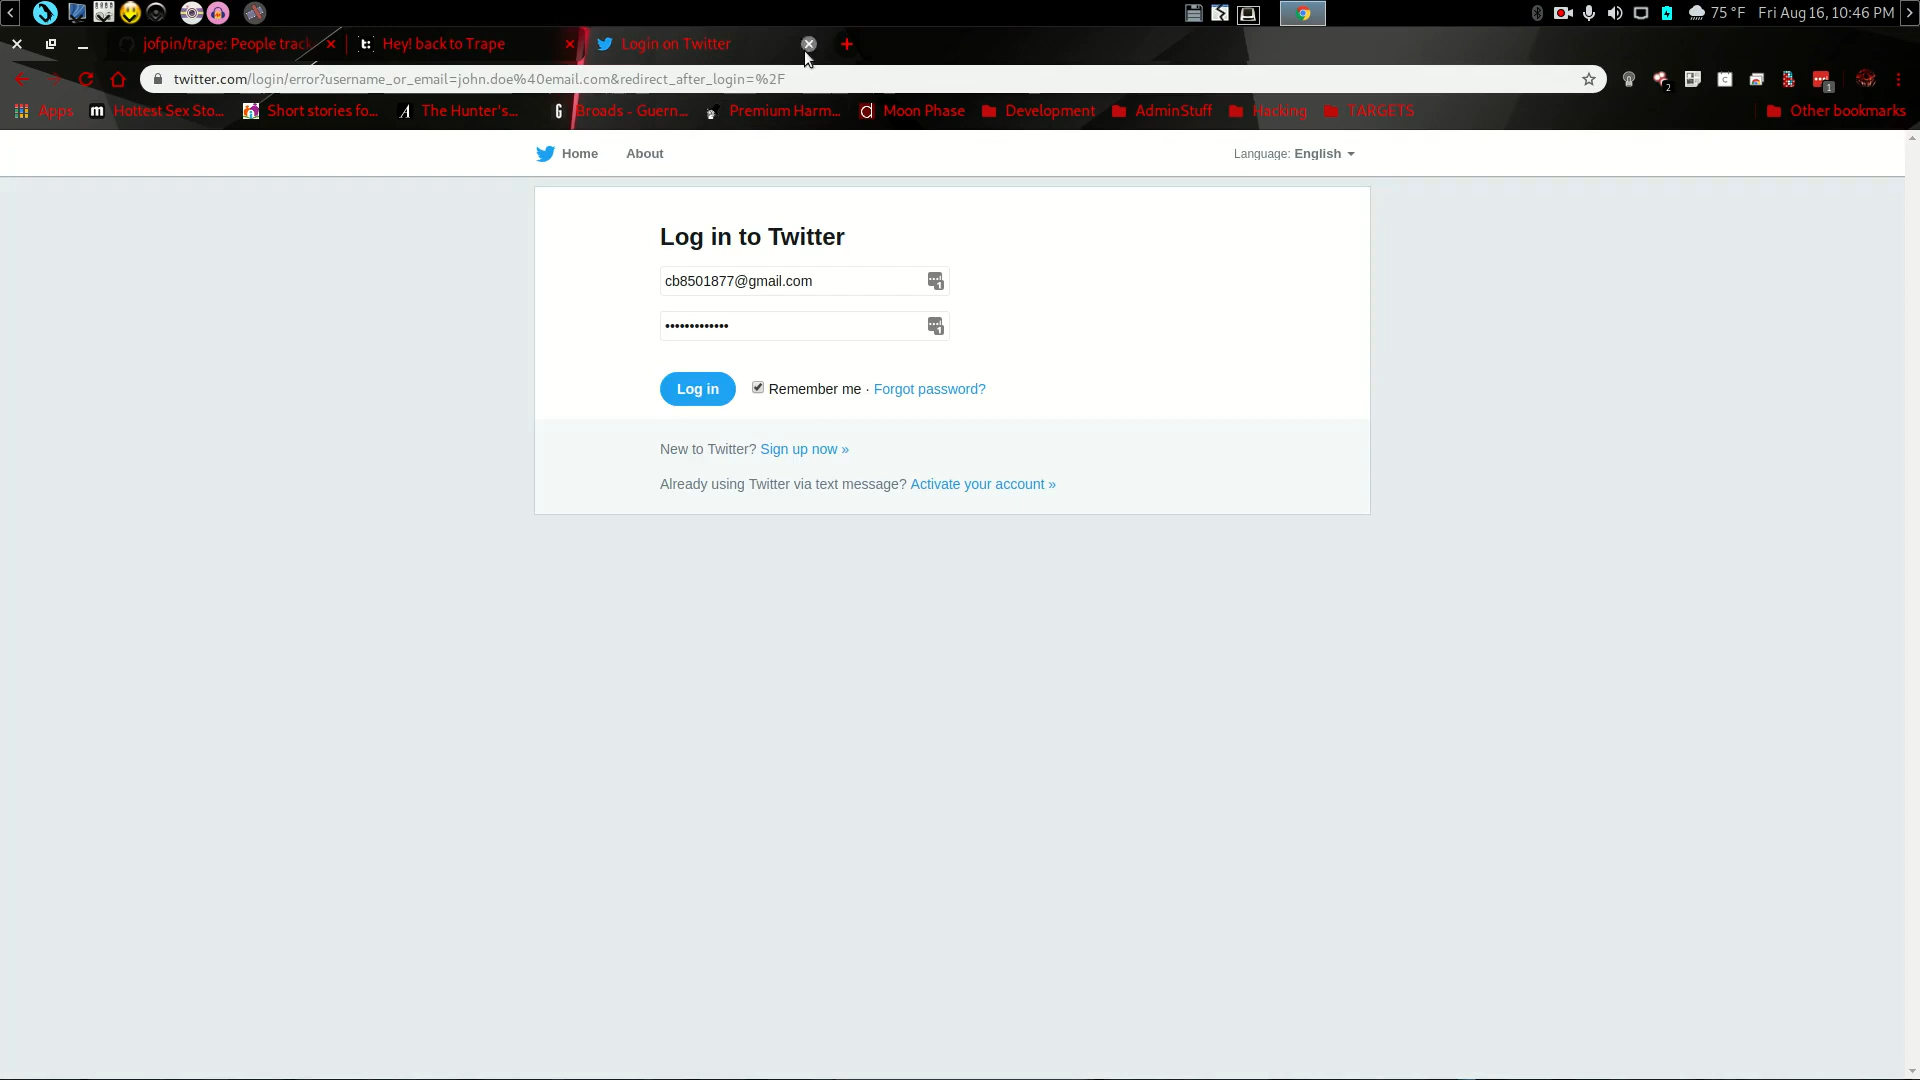 75 °F Fri Aug 16, 10:46 PM
jofpin/trape: People track
Hey! back to Trape
Login on Twitter
twitter.com/login/error?username_or_email=john.doe%40email.com&redirect_after_login=%2F
2
1
Apps
Hottest Sex Sto...
Short stories fo...
The Hunter's...
Broads - Guern...
Premium Harm...
Moon Phase
Development
AdminStuff
Hacking
TARGETS
Other bookmarks
Home
About
Language: English
Log in to Twitter
cb8501877@gmail.com
•••••••••••••
Log in
Remember me · Forgot password?
New to Twitter? Sign up now »
Already using Twitter via text message? Activate your account »